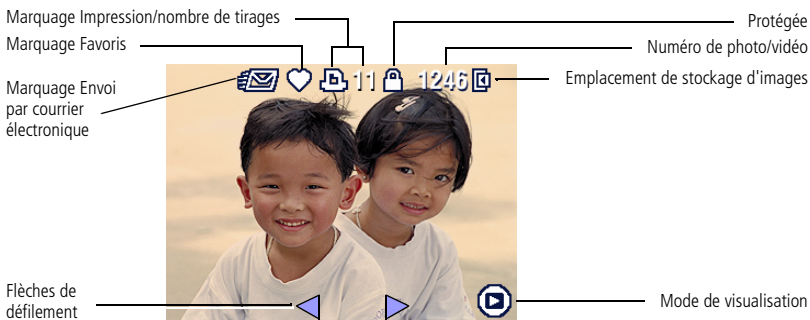 Marquage Impression/nombre de tirages
Marquage Favoris
Marquage Envoi
par courrier
électronique
Flèches de
défilement
11
1246
Protégée
Numéro de photo/vidéo
Emplacement de stockage d'images
Mode de visualisation